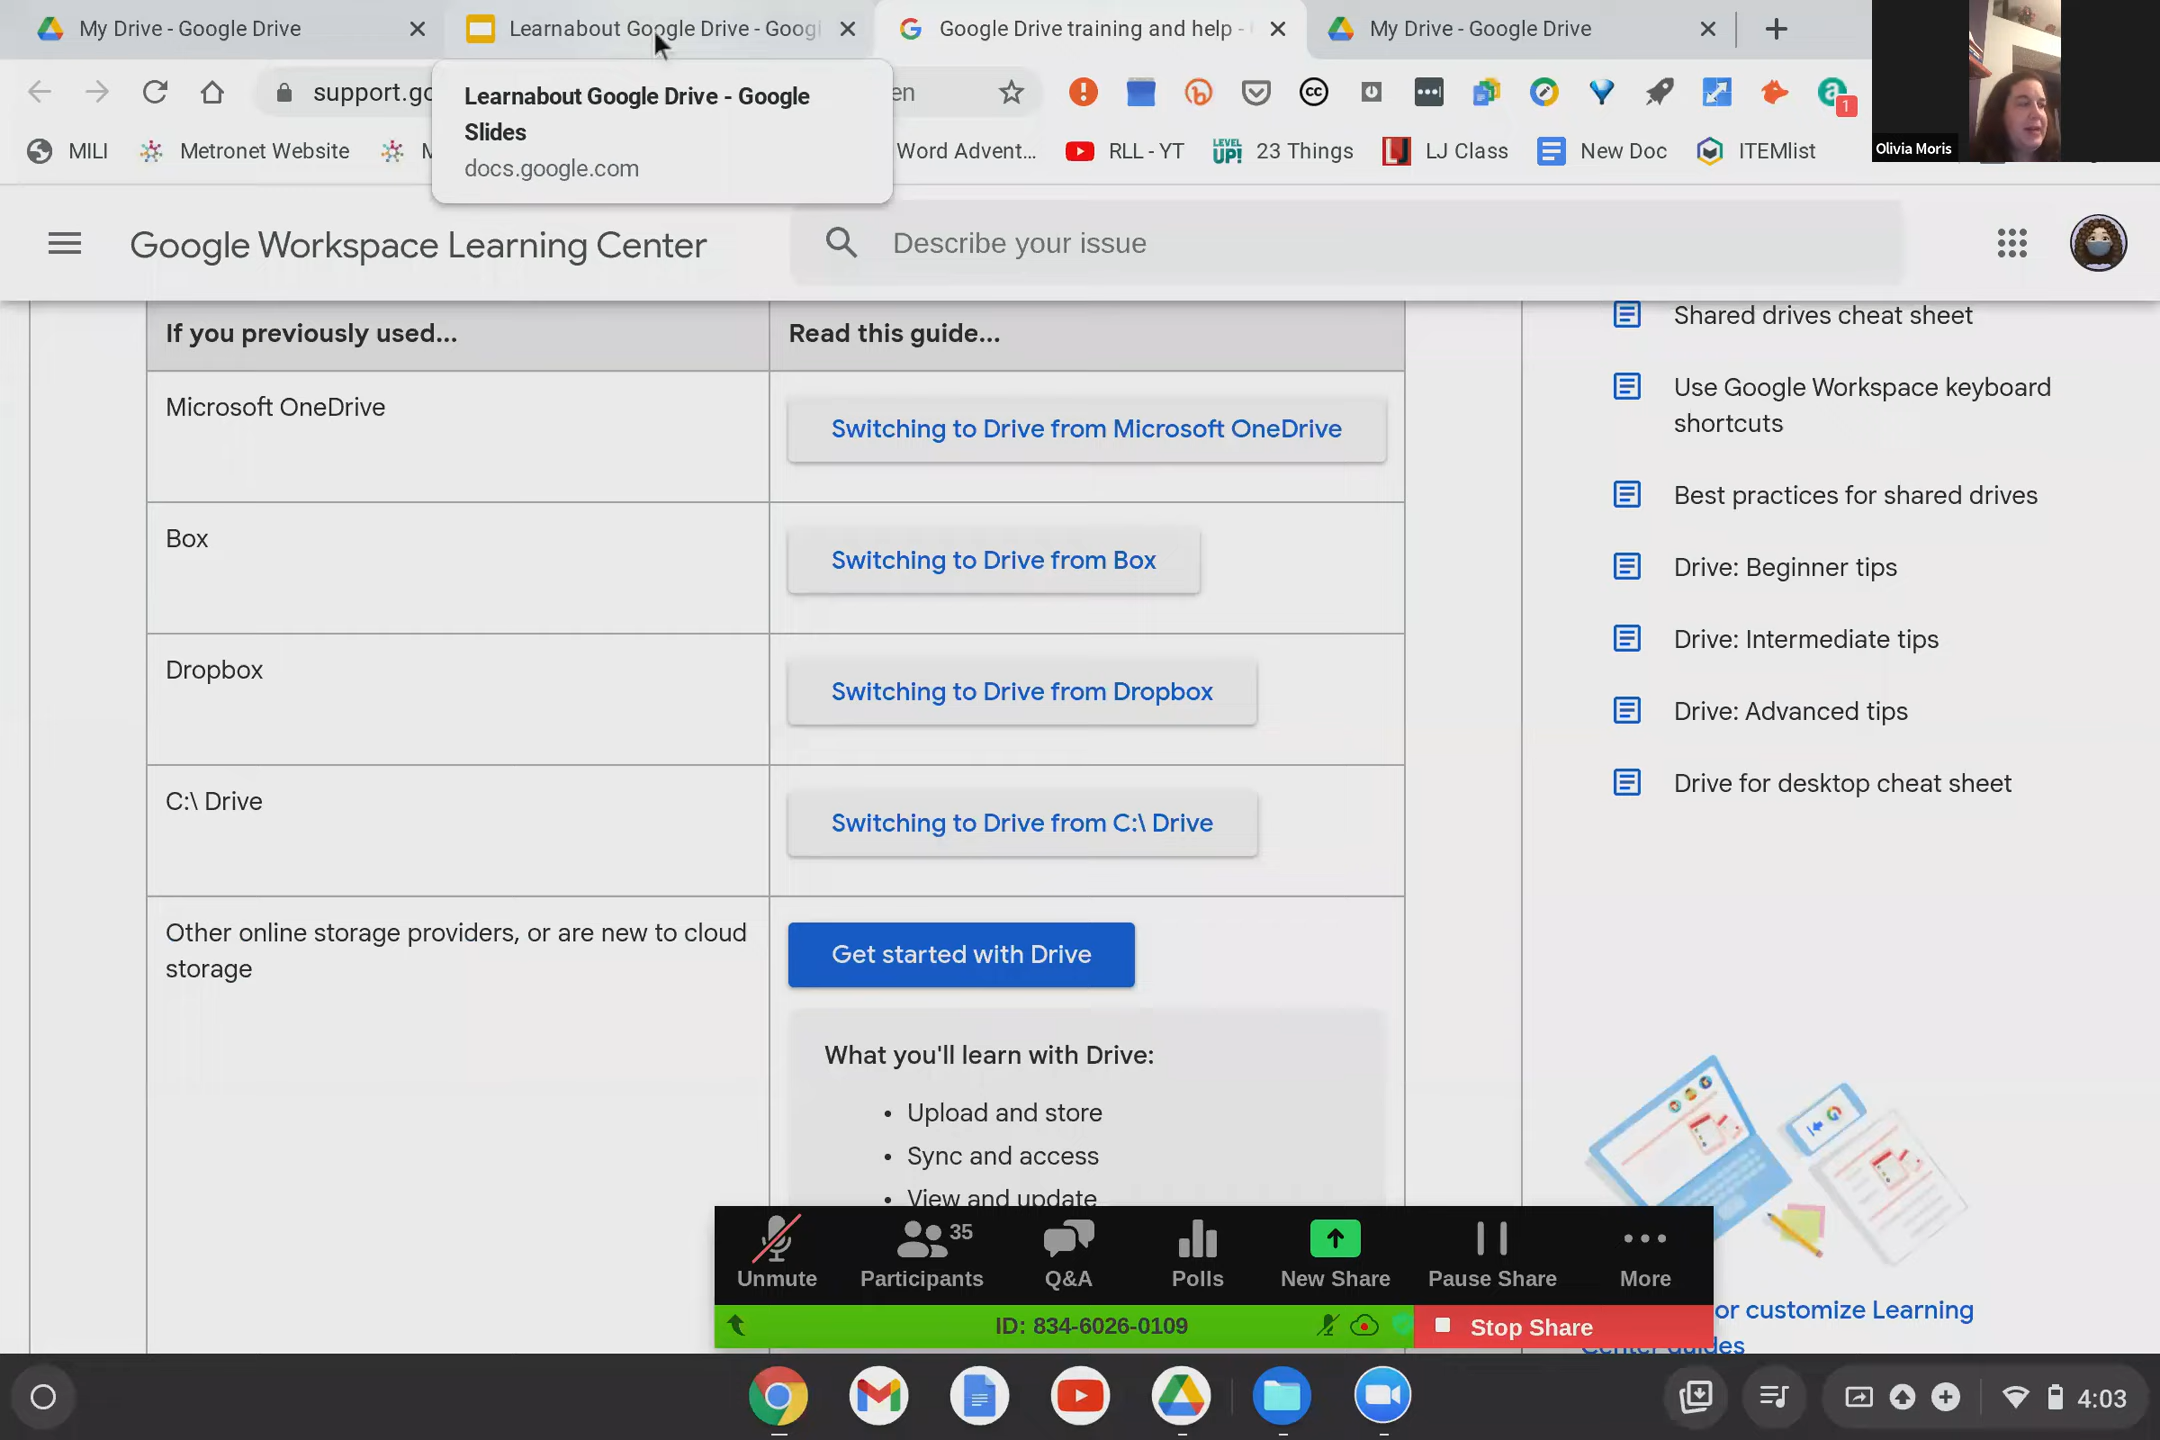 My Drive - Google Drive
Learnabout Google Drive - Googl
Google Drive training and help -
My Drive - Google Drive
support.go
en
1
Learnabout Google Drive - Google
Slides
docs.google.com
MILI
Metronet Website
Word Advent...
RLL - YT
LEVEL UP!
23 Things
LJ Class
New Doc
ITEMlist
Olivia Moris
Google Workspace Learning Center
Describe your issue
If you previously used...
Read this guide...
Microsoft OneDrive
Switching to Drive from Microsoft OneDrive
Box
Switching to Drive from Box
Dropbox
Switching to Drive from Dropbox
C:\ Drive
Switching to Drive from C:\ Drive
Other online storage providers, or are new to cloud
storage
Get started with Drive
What you'll learn with Drive:
• Upload and store
• Sync and access
• View and update
Shared drives cheat sheet
Use Google Workspace keyboard
shortcuts
Best practices for shared drives
Drive: Beginner tips
Drive: Intermediate tips
Drive: Advanced tips
Drive for desktop cheat sheet
or customize Learning
Center guides
Unmute
Participants
35
Q&A
Polls
New Share
Pause Share
More
ID: 834-6026-0109
Stop Share
4:03